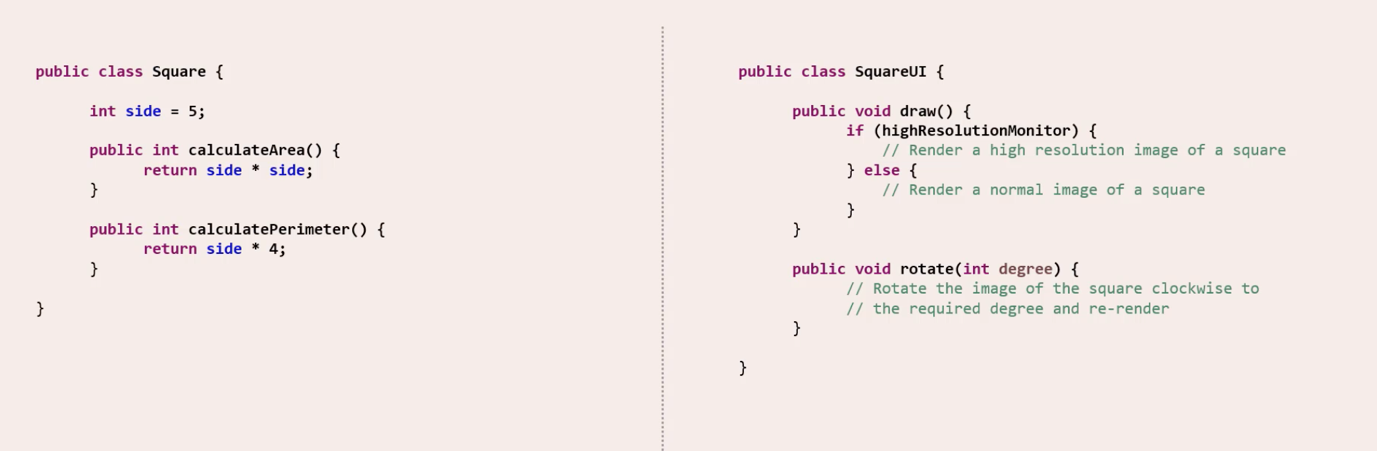 public class Square {
int side = 5;
public int calculateArea() {
return side * side;
}
public int calculatePerimeter() {
return side * 4;
}
}
public class SquareUI {
public void draw() {
if (highResolutionMonitor) {
// Render a high resolution image of a square
} else {
// Render a normal image of a square
}
}
public void rotate(int degree) {
// Rotate the image of the square clockwise to
// the required degree and re-render
}
}